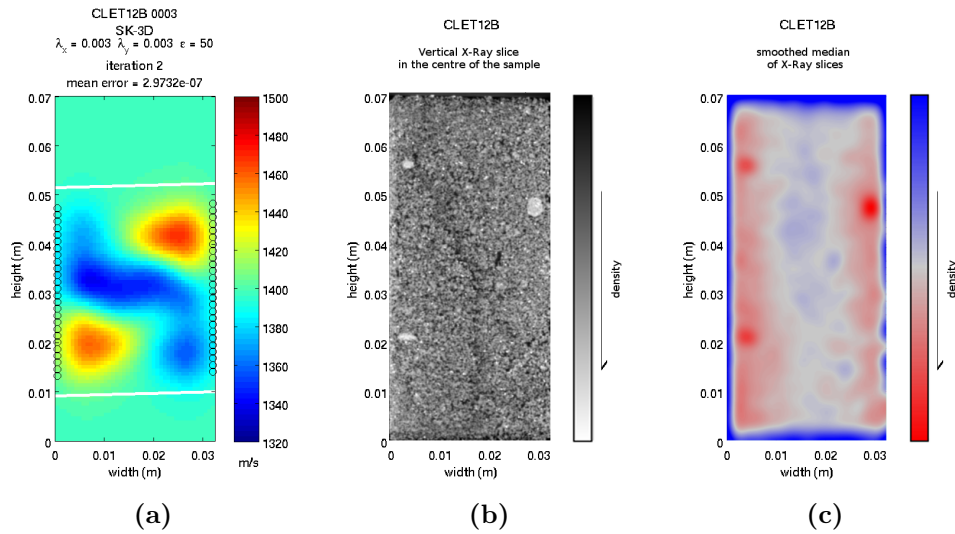 CLET12B 0003
SK-3D
λx = 0.003 λy = 0.003 ε = 50
iteration 2
mean error = 2.9732e-07
0.07
0.06
0.05
0.04
0.03
0.02
0.01
0
height (m)
0 0.01 0.02 0.03
width (m)
1500
1480
1460
1440
1420
1400
1380
1360
1340
1320
m/s
(a)
CLET12B
Vertical X-Ray slice
in the centre of the sample
0.07
0.06
0.05
0.04
0.03
0.02
0.01
0
height (m)
0 0.01 0.02 0.03
width (m)
density
(b)
CLET12B
smoothed median
of X-Ray slices
0.07
0.06
0.05
0.04
0.03
0.02
0.01
0
height (m)
0 0.01 0.02 0.03
width (m)
density
(c)